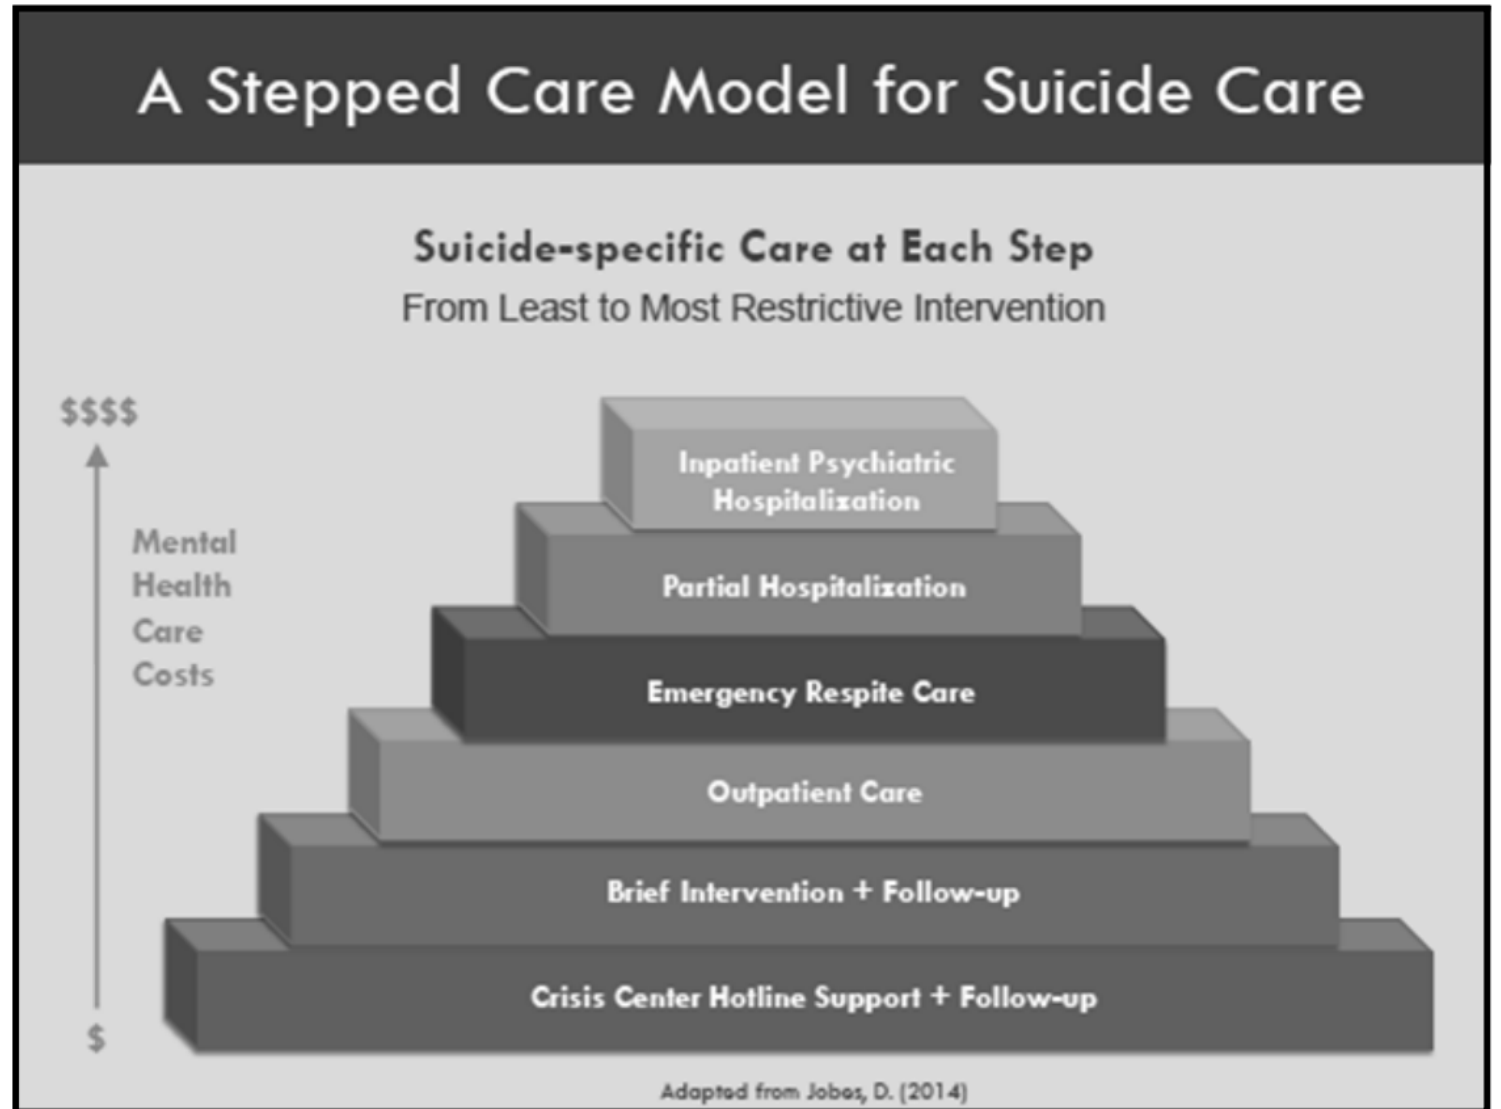 A Stepped Care Model for Suicide Care
Suicide-specific Care at Each Step
From Least to Most Restrictive Intervention
$$$$
Mental
Health
Care
Costs
$
Inpatient Psychiatric
Hospitalization
Partial Hospitalization
Emergency Respite Care
Outpatient Care
Brief Intervention + Follow-up
Crisis Center Hotline Support + Follow-up
Adapted from Jobes, D. (2014)